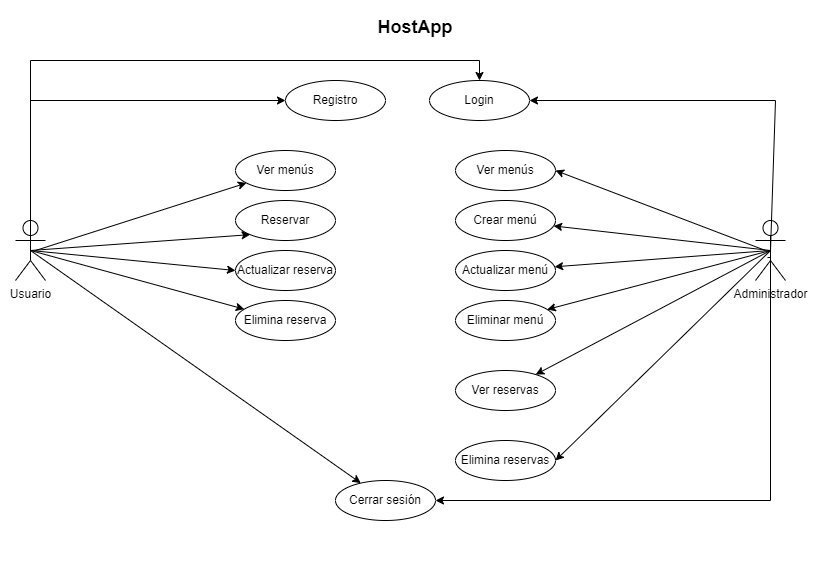 HostApp
Registro
Login
Ver menús
Ver menús
Reservar
Crear menú
Actualizar reserva
Actualizar menú
Usuario
Administrador
Elimina reserva
Eliminar menú
Ver reservas
Elimina reservas
Cerrar sesión